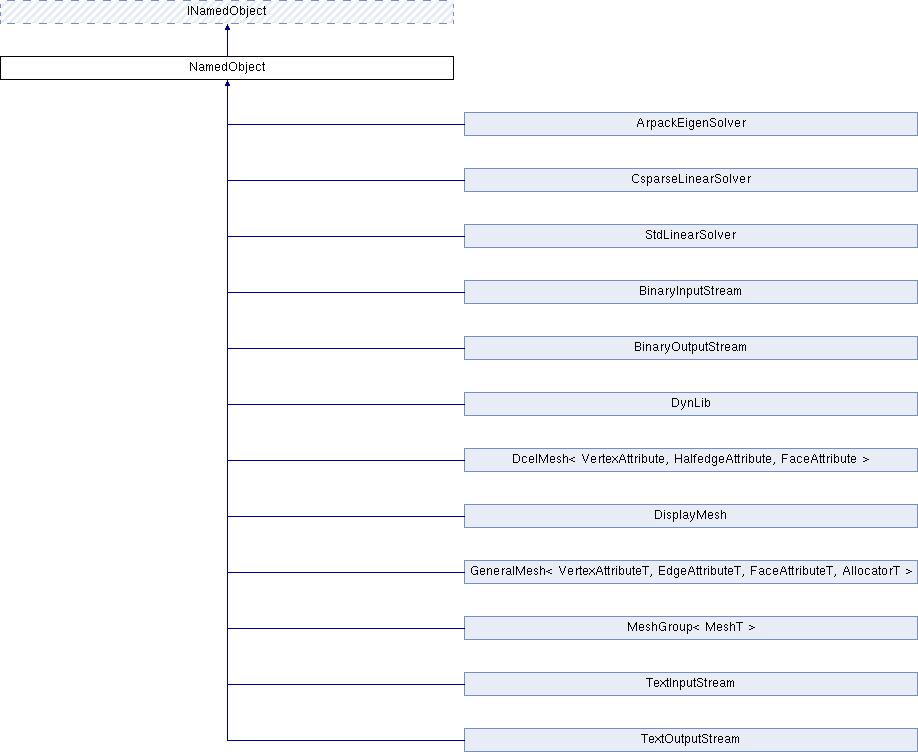 INamedObject
NamedObject
ArpackEigenSolver
CsparseLinearSolver
StdLinearSolver
BinaryInputStream
BinaryOutputStream
DynLib
DcelMesh< VertexAttribute, HalfedgeAttribute, FaceAttribute >
DisplayMesh
GeneralMesh< VertexAttributeT, EdgeAttributeT, FaceAttributeT, AllocatorT >
MeshGroup< MeshT >
TextInputStream
TextOutputStream